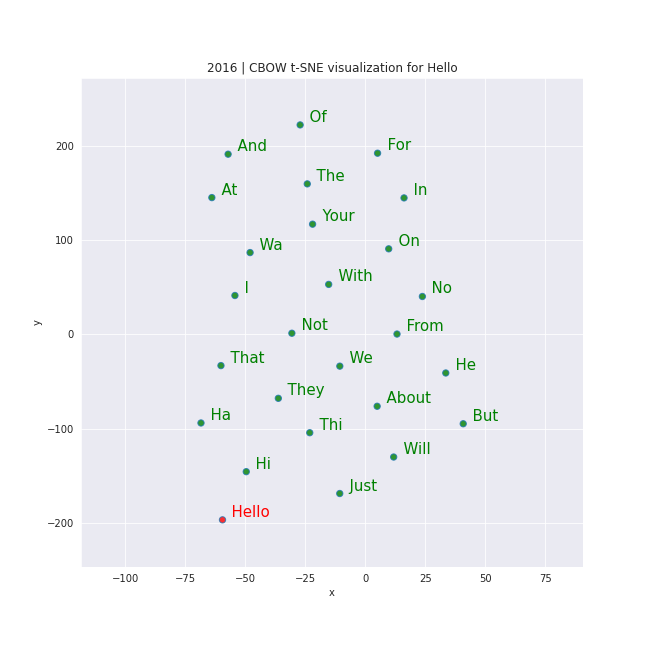 2016 | CBOW t-SNE visualization for Hello
Of
And
For
The
At
In
Your
On
Wa
With
I
No
Not
From
That
We
He
They
About
Ha
But
Thi
Will
Hi
Just
Hello
200
100
0
−100
−200
y
−100 −75 −50 −25 0 25 50 75
x